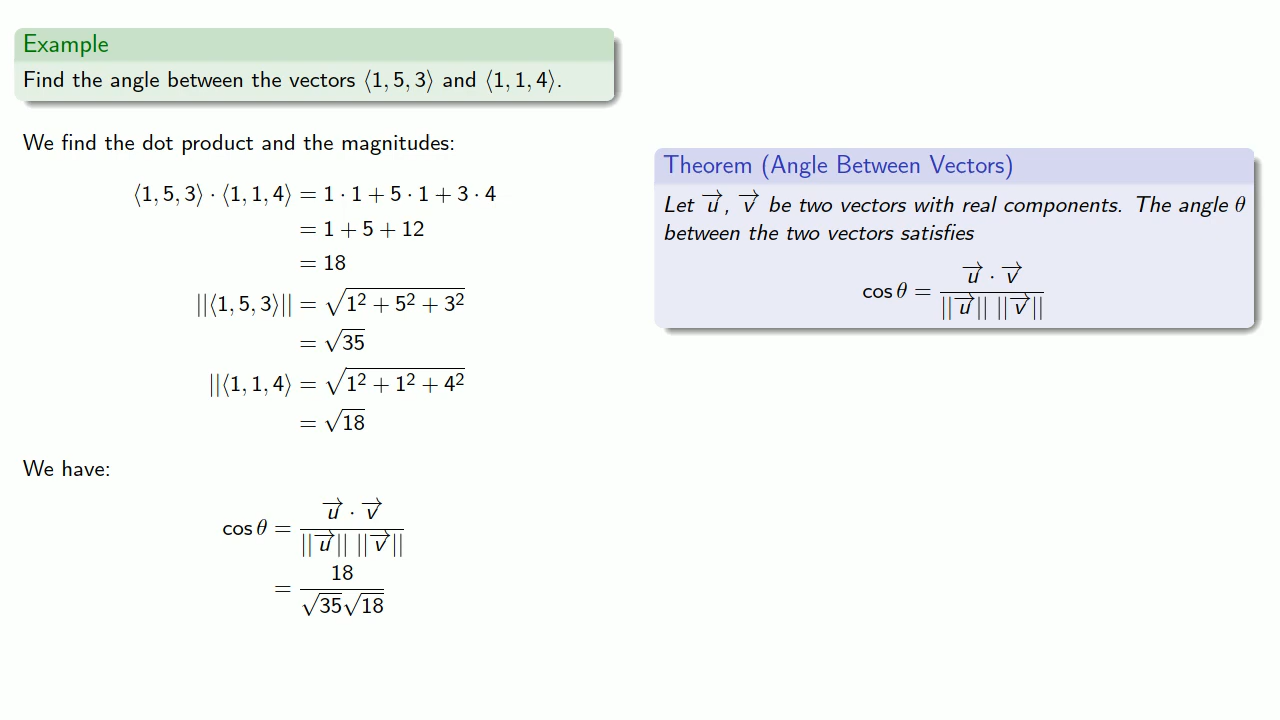 Example
Find the angle between the vectors ⟨1, 5, 3⟩ and ⟨1, 1, 4⟩.
We find the dot product and the magnitudes:
⟨1, 5, 3⟩ · ⟨1, 1, 4⟩ = 1 · 1 + 5 · 1 + 3 · 4
= 1 + 5 + 12
= 18
||⟨1, 5, 3⟩|| = √(1² + 5² + 3²)
= √35
||⟨1, 1, 4⟩ = √(1² + 1² + 4²)
= √18
We have:
cos θ = (u⃗ · v⃗) / (||u⃗|| ||v⃗||)
= 18 / (√35√18)
Theorem (Angle Between Vectors)
Let u⃗, v⃗ be two vectors with real components. The angle θ
between the two vectors satisfies
cos θ = (u⃗ · v⃗) / (||u⃗|| ||v⃗||)